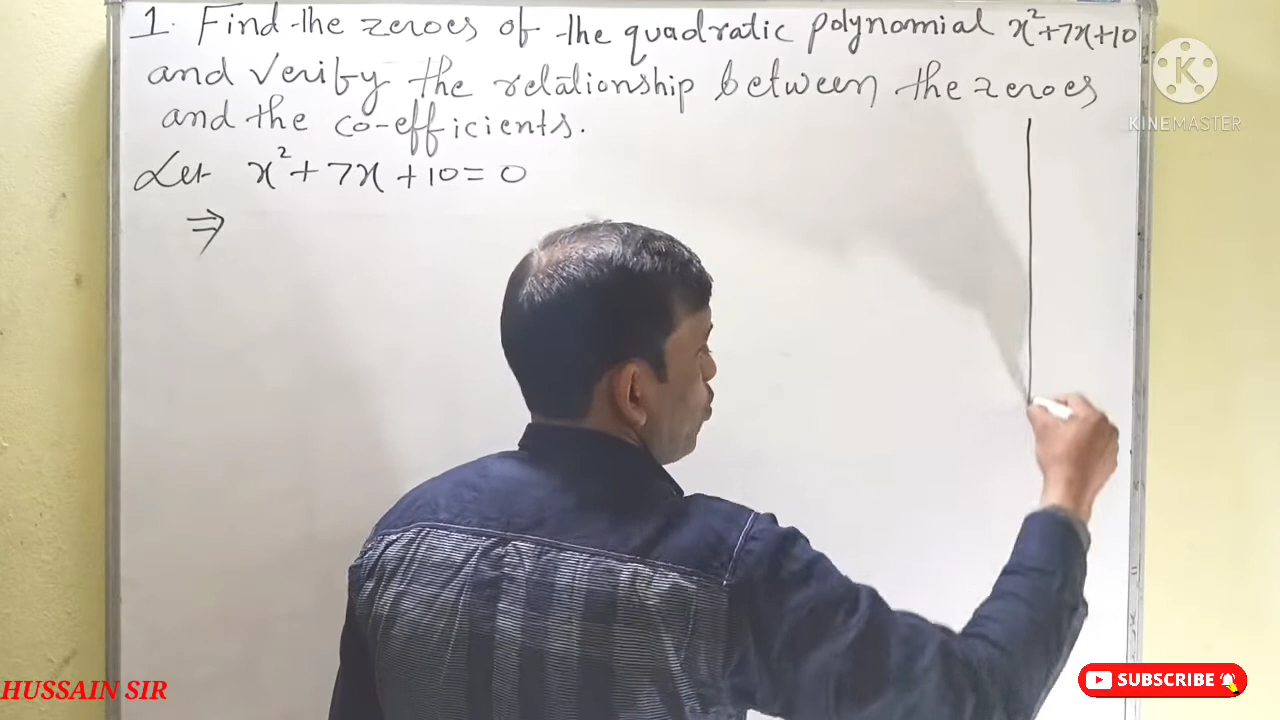 1. Find the zeroes of the quadratic polynomial x²+7x+10
and verify the relationship between the zeroes
and the co-efficients.
Let x²+7x+10=0
⇒
K
KINEMASTER
HUSSAIN SIR
SUBSCRIBE